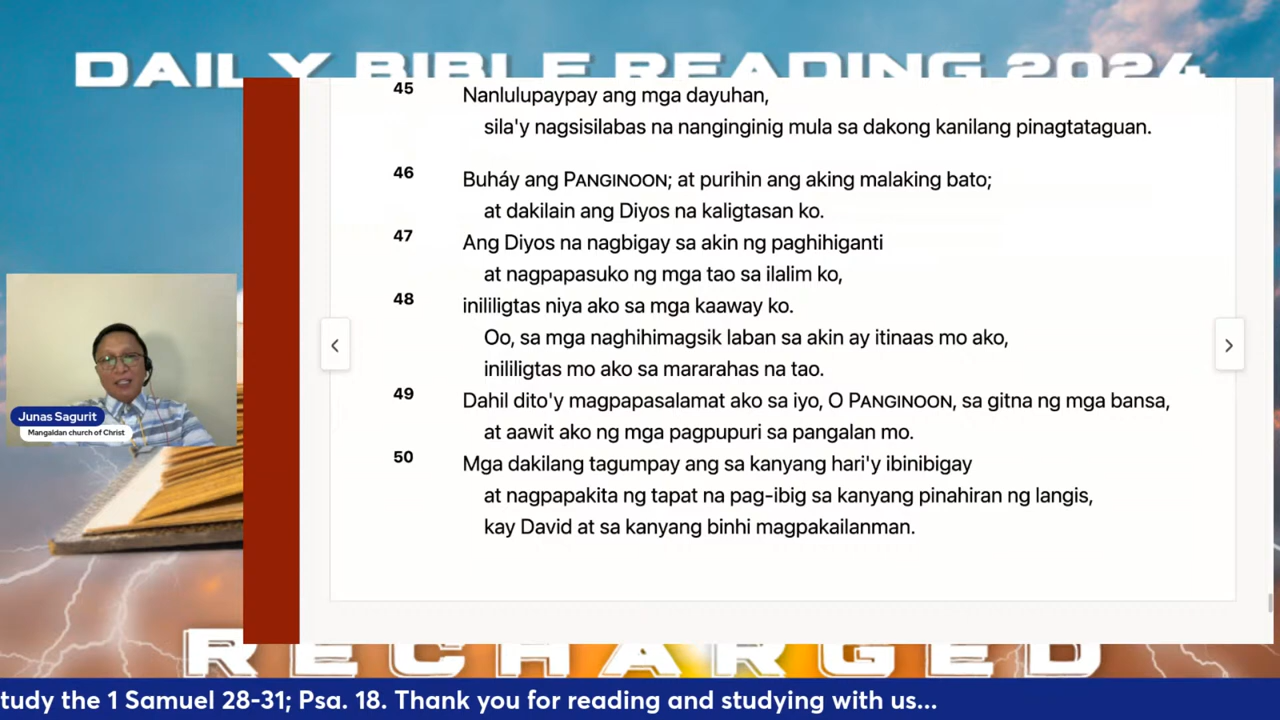 DAILY BIBLE READING 2024
45 Nanlulupaypay ang mga dayuhan,
sila'y nagsisilabas na nanginginig mula sa dakong kanilang pinagtataguan.
46 Buháy ang PANGINOON; at purihin ang aking malaking bato;
at dakilain ang Diyos na kaligtasan ko.
47 Ang Diyos na nagbigay sa akin ng paghihiganti
at nagpapasuko ng mga tao sa ilalim ko,
48 inililigtas niya ako sa mga kaaway ko.
Oo, sa mga naghihimagsik laban sa akin ay itinaas mo ako,
inililigtas mo ako sa mararahas na tao.
49 Dahil dito'y magpapasalamat ako sa iyo, O PANGINOON, sa gitna ng mga bansa,
at aawit ako ng mga pagpupuri sa pangalan mo.
50 Mga dakilang tagumpay ang sa kanyang hari'y ibinibigay
at nagpapakita ng tapat na pag-ibig sa kanyang pinahiran ng langis,
kay David at sa kanyang binhi magpakailanman.
Junas Sagurit
Mangaldan church of Christ
RECHARGED
tudy the 1 Samuel 28-31; Psa. 18. Thank you for reading and studying with us...